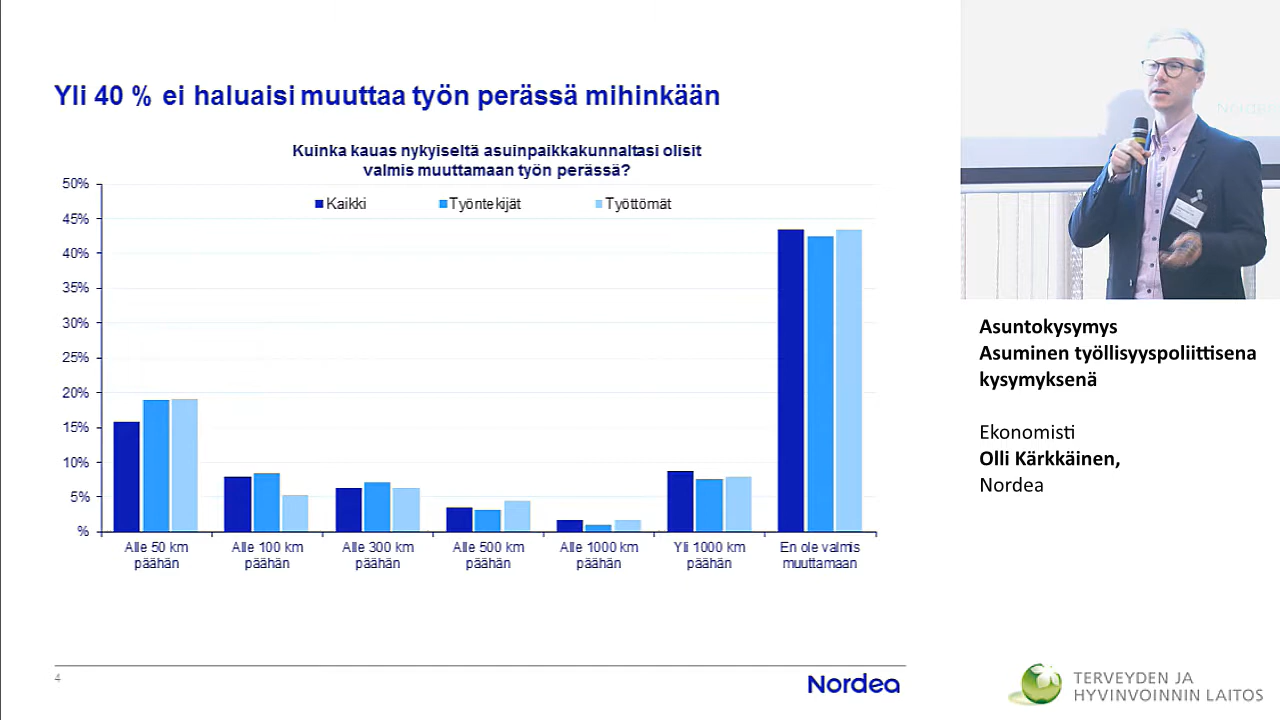 Yli 40 % ei haluaisi muuttaa työn perässä mihinkään
Kuinka kauas nykyiseltä asuinpaikkakunnaltasi olisit
valmis muuttamaan työn perässä?
50%
45%
40%
35%
30%
25%
20%
15%
10%
5%
%
Kaikki
Työntekijät
Työttömät
Alle 50 km
päähän
Alle 100 km
päähän
Alle 300 km
päähän
Alle 500 km
päähän
Alle 1000 km
päähän
Yli 1000 km
päähän
En ole valmis
muuttamaan
4
Nordea
Nordea
Asuntokysymys
Asuminen työllisyyspoliittisena
kysymyksenä
Ekonomisti
Olli Kärkkäinen,
Nordea
TERVEYDEN JA
HYVINVOINNIN LAITOS